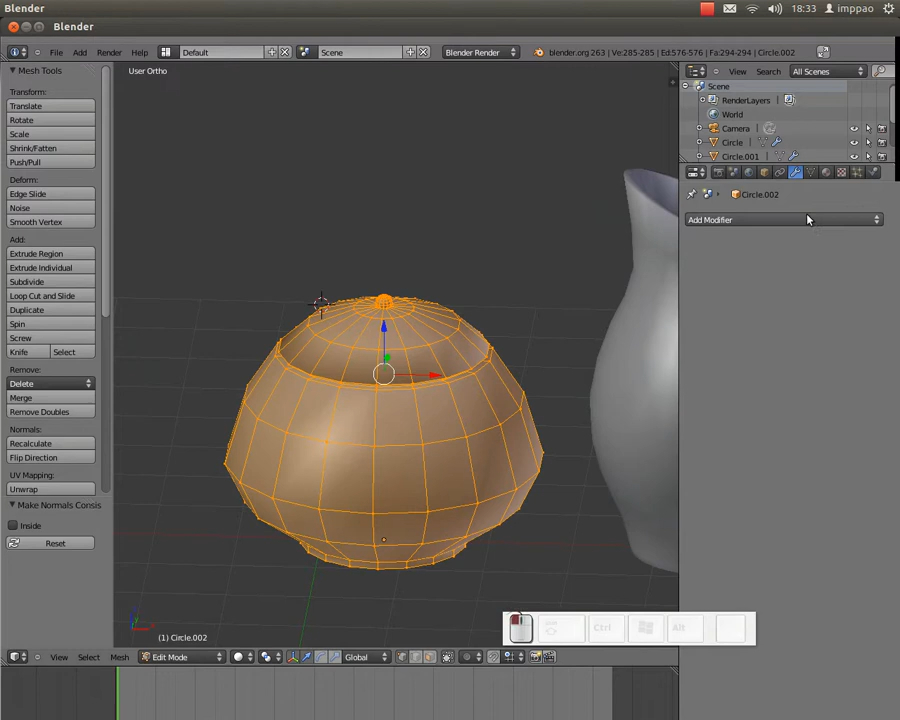 Blender
18:33
imppao
Blender
File
Add
Render
Help
Default
Scene
Blender Render
blender.org 263 | Ve:285-285 | Ed:576-576 | Fa:294-294 | Circle.002
Mesh Tools
Transform:
Translate
Rotate
Scale
Shrink/Fatten
Push/Pull
Deform:
Edge Slide
Noise
Smooth Vertex
Add:
Extrude Region
Extrude Individual
Subdivide
Loop Cut and Slide
Duplicate
Spin
Screw
Knife
Select
Remove:
Delete
Merge
Remove Doubles
Normals:
Recalculate
Flip Direction
UV Mapping:
Unwrap
Make Normals Consis
Inside
Reset
User Ortho
(1) Circle.002
View
Select
Mesh
Edit Mode
Global
View
Search
All Scenes
Scene
RenderLayers
World
Camera
Circle
Circle.001
Circle.002
Add Modifier
Ctrl
Alt